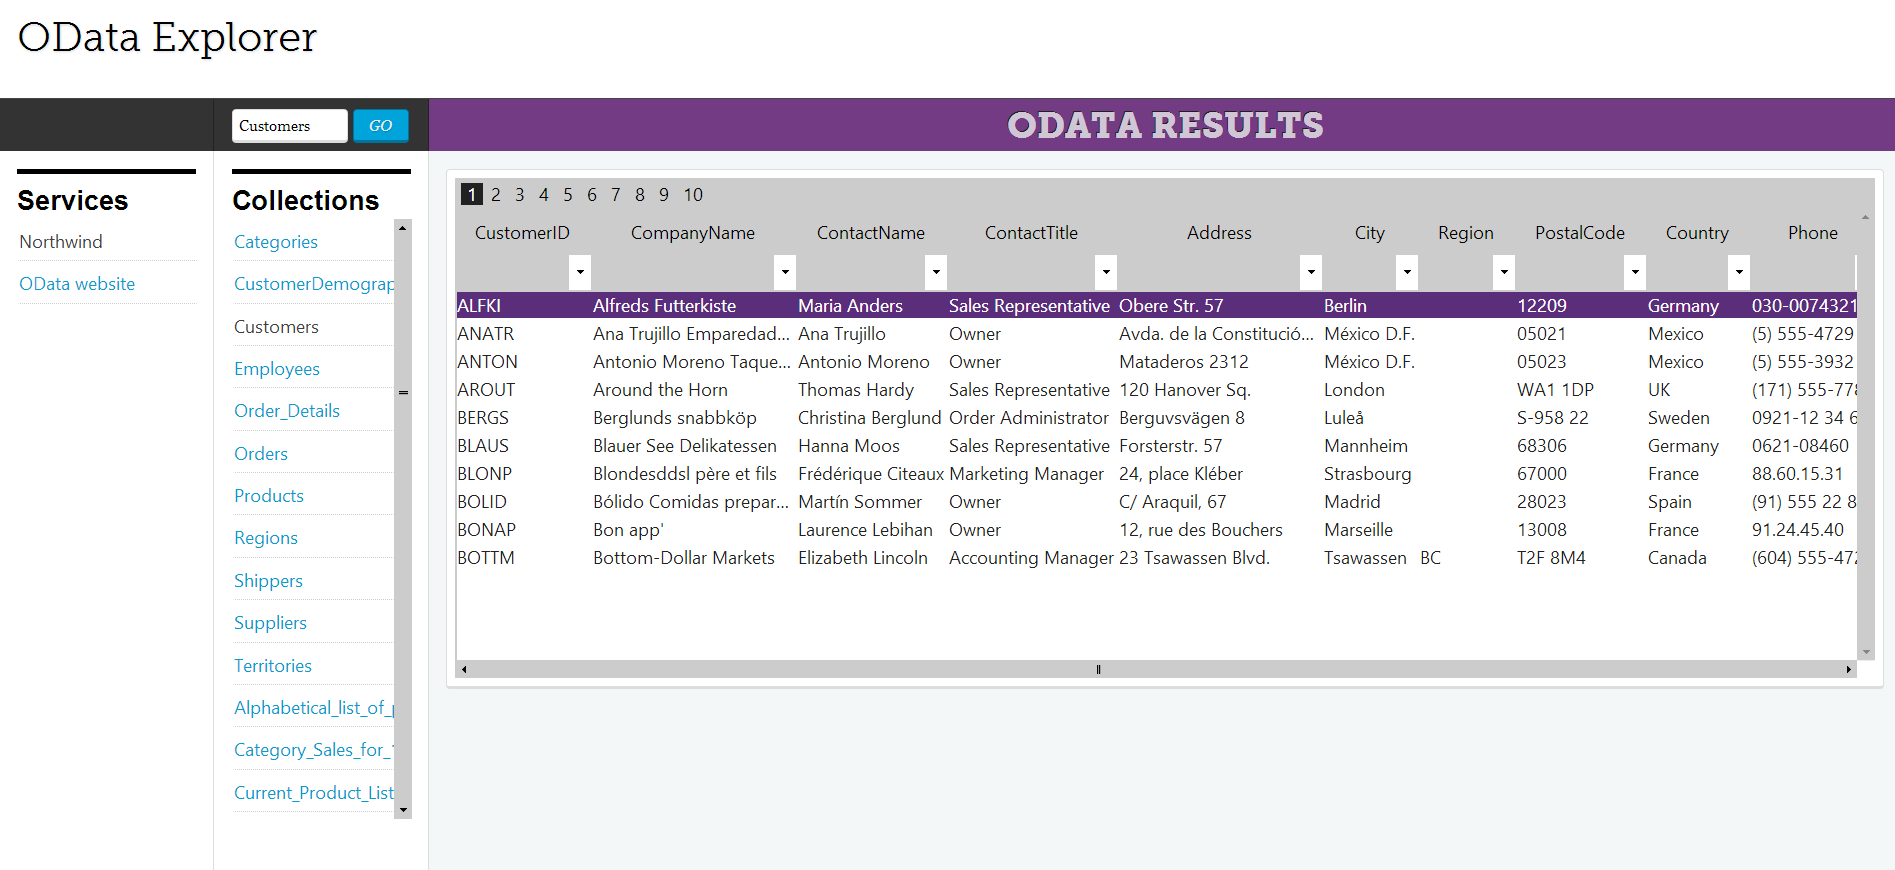 OData Explorer
Customers GO
ODATA RESULTS
Services
Northwind
OData website
Collections
Categories
CustomerDemograp
Customers
Employees
Order_Details
Orders
Products
Regions
Shippers
Suppliers
Territories
Alphabetical_list_of_
Category_Sales_for_
Current_Product_List
1 2 3 4 5 6 7 8 9 10
CustomerID CompanyName ContactName ContactTitle Address City Region PostalCode Country Phone
ALFKI Alfreds Futterkiste Maria Anders Sales Representative Obere Str. 57 Berlin 12209 Germany 030-0074321
ANATR Ana Trujillo Emparedad... Ana Trujillo Owner Avda. de la Constitució... México D.F. 05021 Mexico (5) 555-4729
ANTON Antonio Moreno Taque... Antonio Moreno Owner Mataderos 2312 México D.F. 05023 Mexico (5) 555-3932
AROUT Around the Horn Thomas Hardy Sales Representative 120 Hanover Sq. London WA1 1DP UK (171) 555-778
BERGS Berglunds snabbköp Christina Berglund Order Administrator Berguvsvägen 8 Luleå S-958 22 Sweden 0921-12 34 6
BLAUS Blauer See Delikatessen Hanna Moos Sales Representative Forsterstr. 57 Mannheim 68306 Germany 0621-08460
BLONP Blondesddsl père et fils Frédérique Citeaux Marketing Manager 24, place Kléber Strasbourg 67000 France 88.60.15.31
BOLID Bólido Comidas prepar... Martín Sommer Owner C/ Araquil, 67 Madrid 28023 Spain (91) 555 22 8
BONAP Bon app' Laurence Lebihan Owner 12, rue des Bouchers Marseille 13008 France 91.24.45.40
BOTTM Bottom-Dollar Markets Elizabeth Lincoln Accounting Manager 23 Tsawassen Blvd. Tsawassen BC T2F 8M4 Canada (604) 555-472